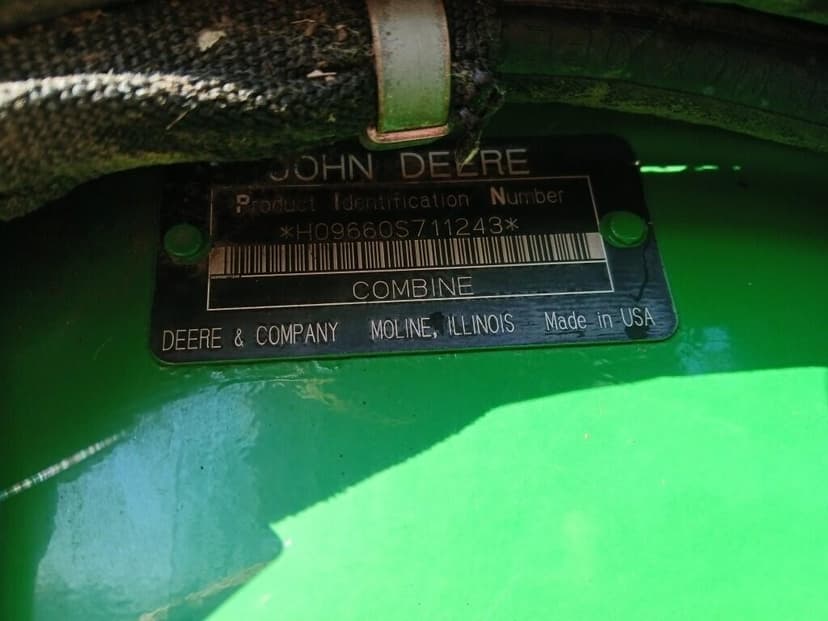 JOHN DEERE
Product Identification Number
*H09660S711243*
COMBINE
DEERE & COMPANY MOLINE, ILLINOIS Made in USA